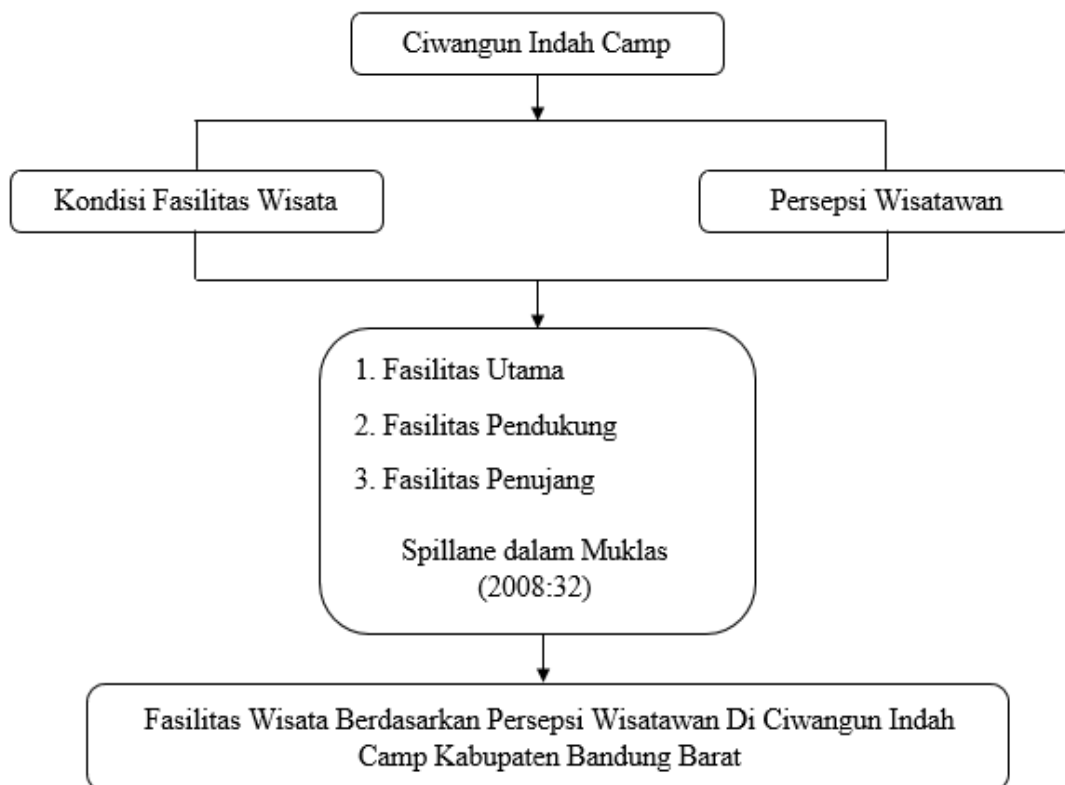 Ciwangun Indah Camp
Kondisi Fasilitas Wisata
Persepsi Wisatawan
1. Fasilitas Utama
2. Fasilitas Pendukung
3. Fasilitas Penujang
Spillane dalam Muklas
(2008:32)
Fasilitas Wisata Berdasarkan Persepsi Wisatawan Di Ciwangun Indah
Camp Kabupaten Bandung Barat